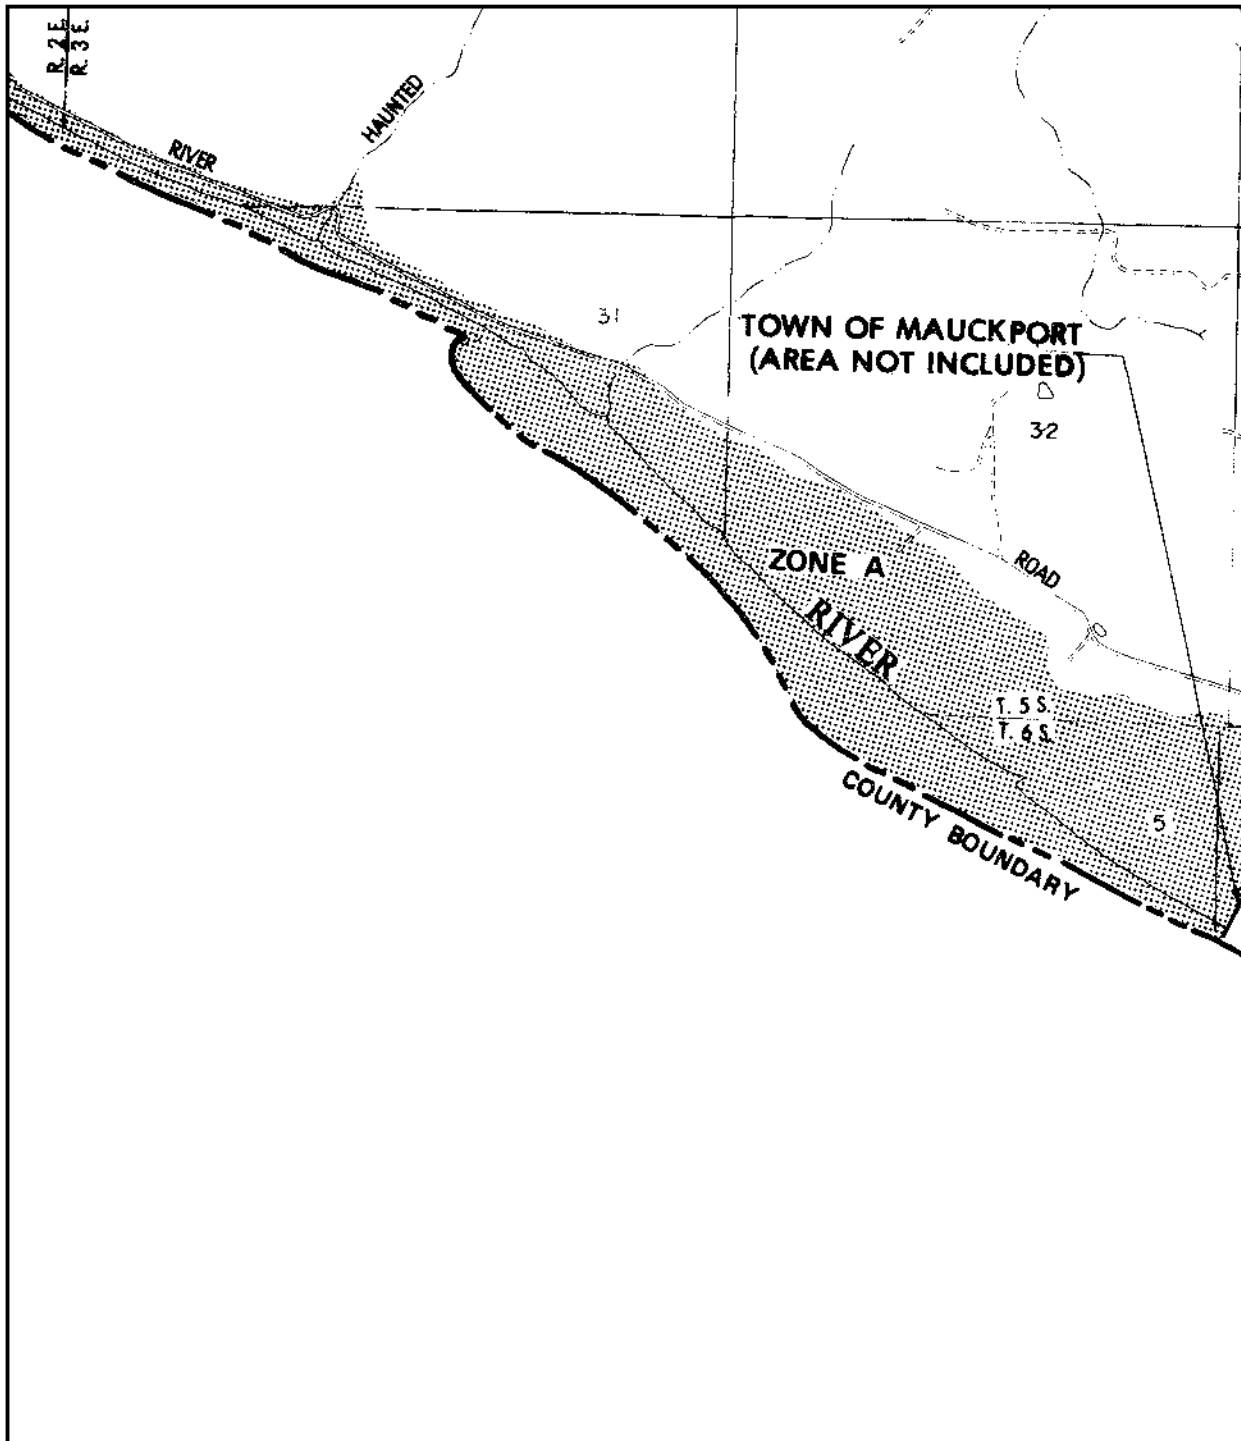 R. 2 E.
R. 3 E.
HAUNTED
RIVER
31
TOWN OF MAUCKPORT
(AREA NOT INCLUDED)
32
ZONE A
ROAD
RIVER
T. 5 S.
T. 6 S.
COUNTY BOUNDARY
5